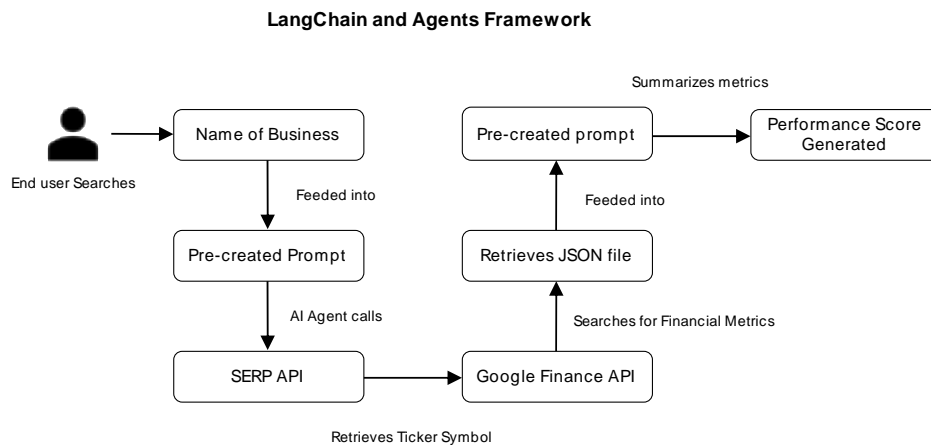 LangChain and Agents Framework
End user Searches
Name of Business
Feeded into
Pre-created Prompt
AI Agent calls
SERP API
Retrieves Ticker Symbol
Google Finance API
Searches for Financial Metrics
Retrieves JSON file
Feeded into
Pre-created prompt
Summarizes metrics
Performance Score
Generated